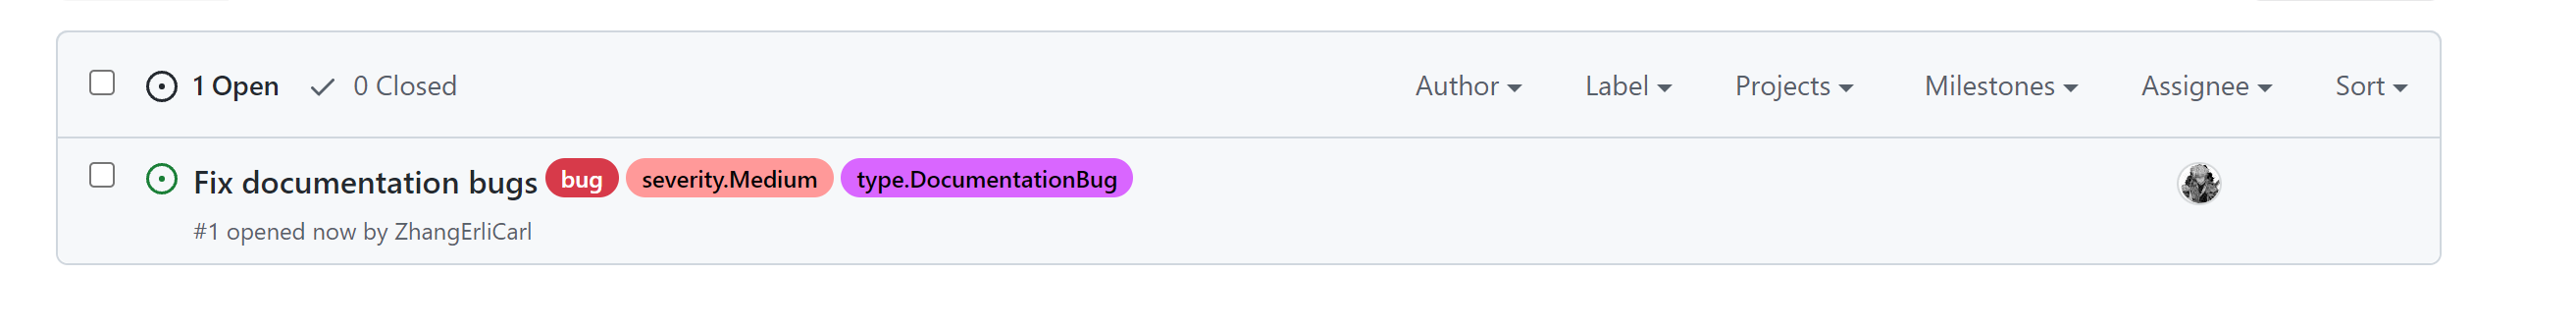 1 Open 0 Closed Author Label Projects Milestones Assignee Sort
Fix documentation bugs bug severity.Medium type.DocumentationBug
#1 opened now by ZhangErliCarl